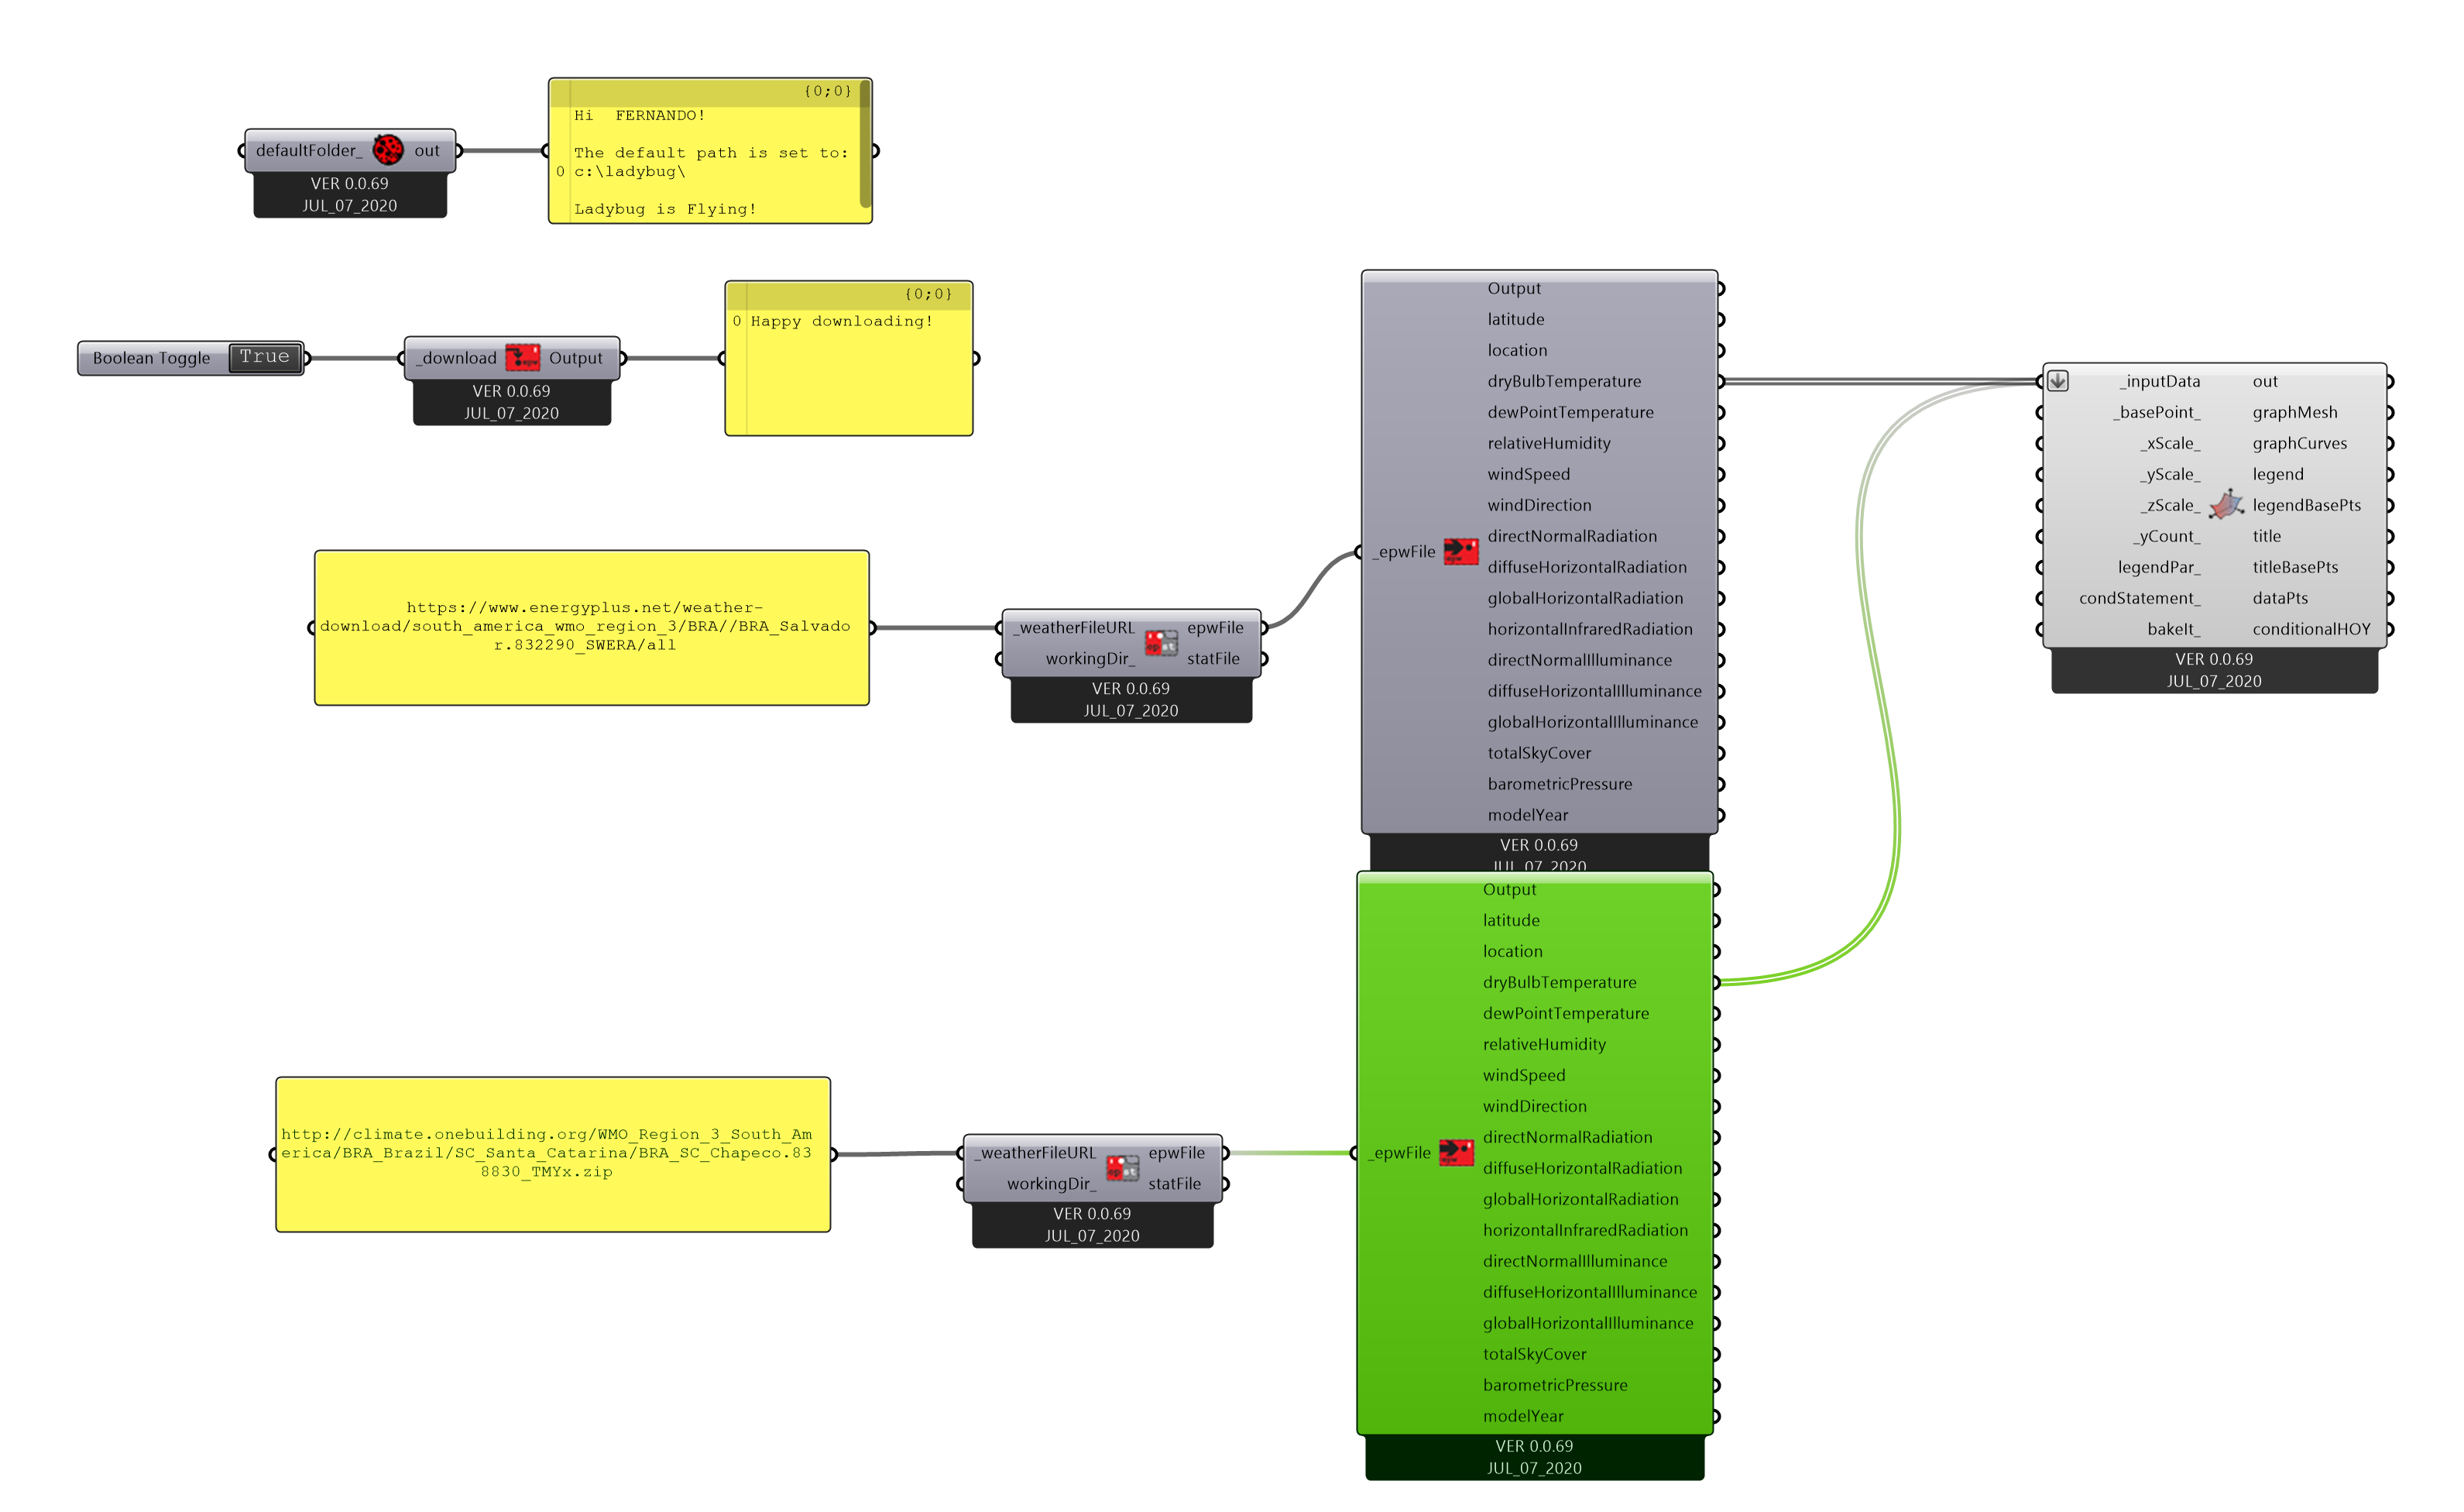 {0;0}
Hi  FERNANDO!
The default path is set to:
0 c:\ladybug\
Ladybug is Flying!
defaultFolder_ out
VER 0.0.69
JUL_07_2020
{0;0}
0 Happy downloading!
Boolean Toggle True
_download Output
VER 0.0.69
JUL_07_2020
https://www.energyplus.net/weather-
download/south_america_wmo_region_3/BRA//BRA_Salvado
r.832290_SWERA/all
_weatherFileURL epwFile
workingDir_ statFile
VER 0.0.69
JUL_07_2020
_epwFile
Output
latitude
location
dryBulbTemperature
dewPointTemperature
relativeHumidity
windSpeed
windDirection
directNormalRadiation
diffuseHorizontalRadiation
globalHorizontalRadiation
horizontalInfraredRadiation
directNormalIlluminance
diffuseHorizontalIlluminance
globalHorizontalIlluminance
totalSkyCover
barometricPressure
modelYear
VER 0.0.69
JUL_07_2020
_inputData out
_basePoint_ graphMesh
_xScale_ graphCurves
_yScale_ legend
_zScale_ legendBasePts
_yCount_ title
legendPar_ titleBasePts
condStatement_ dataPts
bakeIt_ conditionalHOY
VER 0.0.69
JUL_07_2020
http://climate.onebuilding.org/WMO_Region_3_South_Am
erica/BRA_Brazil/SC_Santa_Catarina/BRA_SC_Chapeco.83
8830_TMYx.zip
_weatherFileURL epwFile
workingDir_ statFile
VER 0.0.69
JUL_07_2020
_epwFile
Output
latitude
location
dryBulbTemperature
dewPointTemperature
relativeHumidity
windSpeed
windDirection
directNormalRadiation
diffuseHorizontalRadiation
globalHorizontalRadiation
horizontalInfraredRadiation
directNormalIlluminance
diffuseHorizontalIlluminance
globalHorizontalIlluminance
totalSkyCover
barometricPressure
modelYear
VER 0.0.69
JUL_07_2020